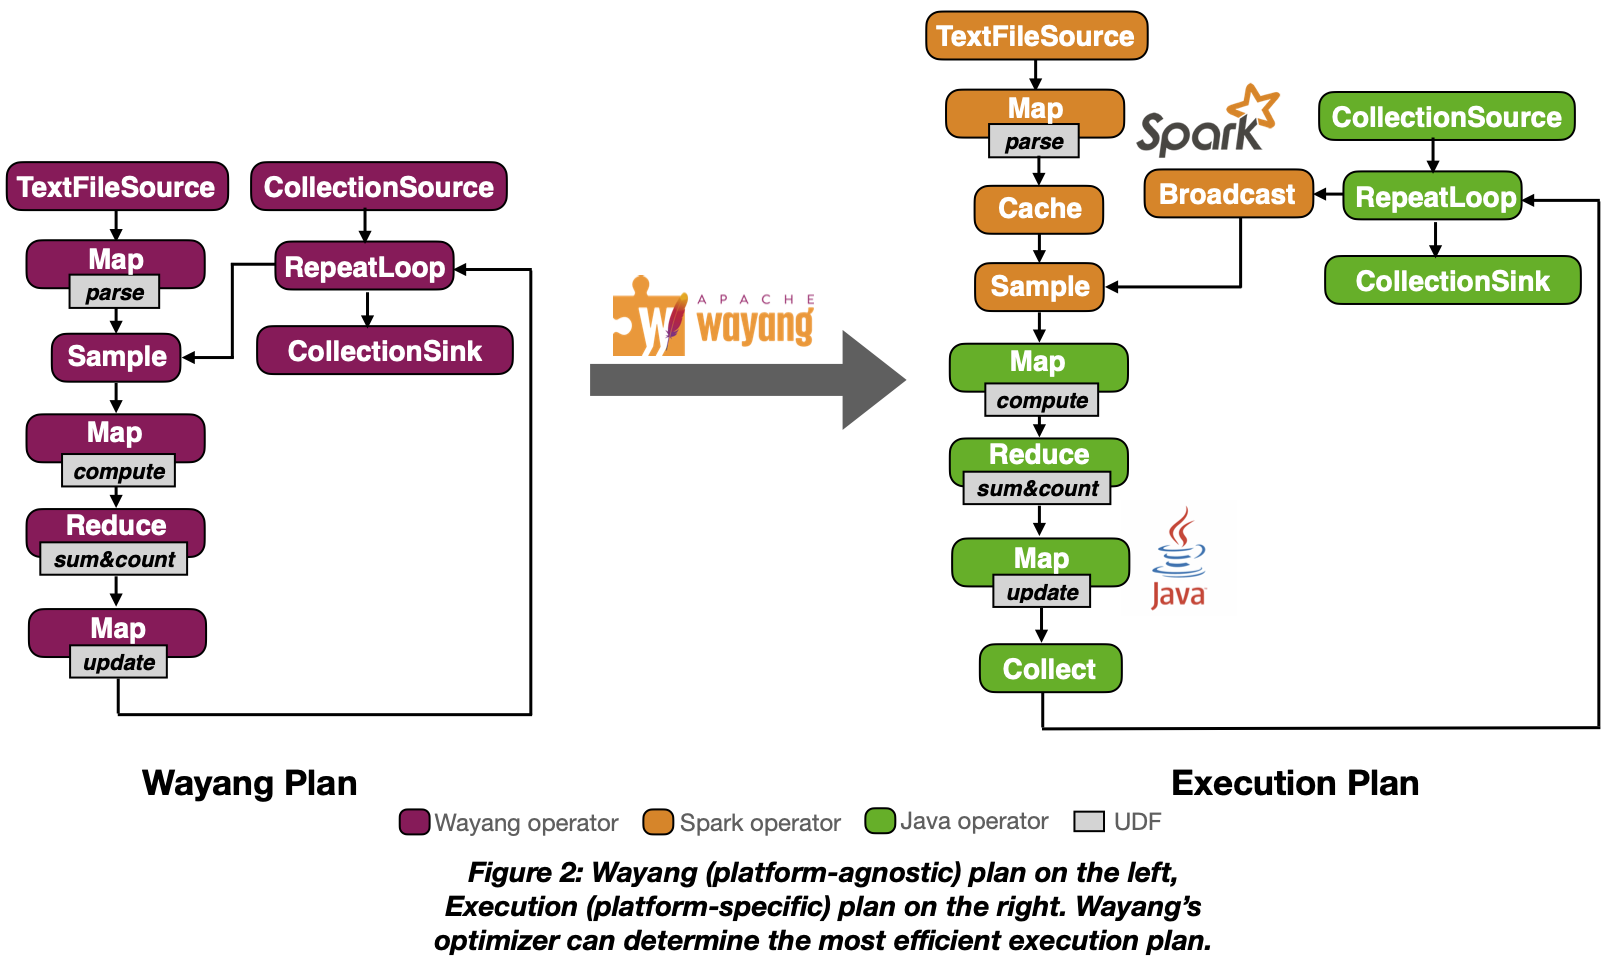 TextFileSource
CollectionSource
Map
parse
RepeatLoop
Sample
CollectionSink
Map
compute
Reduce
sum&count
Map
update
Wayang Plan
APACHE
wayang
TextFileSource
Map
parse
Spark
CollectionSource
Cache
Broadcast
RepeatLoop
Sample
CollectionSink
Map
compute
Reduce
sum&count
Map
update
Java
Collect
Execution Plan
Wayang operator
Spark operator
Java operator
UDF
Figure 2: Wayang (platform-agnostic) plan on the left,
Execution (platform-specific) plan on the right. Wayang’s
optimizer can determine the most efficient execution plan.